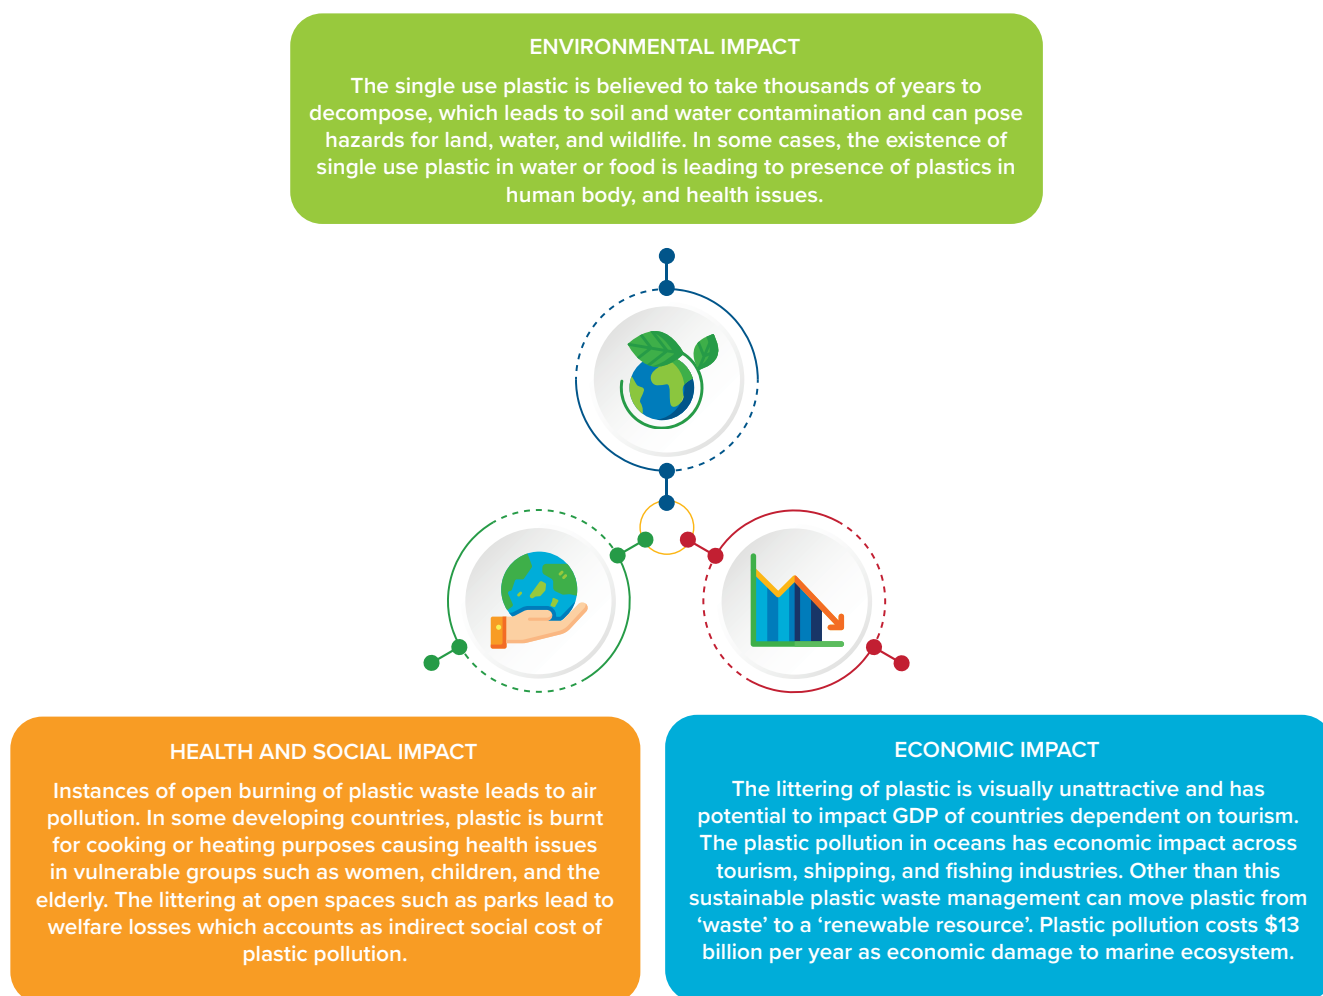 ENVIRONMENTAL IMPACT
The single use plastic is believed to take thousands of years to
decompose, which leads to soil and water contamination and can pose
hazards for land, water, and wildlife. In some cases, the existence of
single use plastic in water or food is leading to presence of plastics in
human body, and health issues.
HEALTH AND SOCIAL IMPACT
Instances of open burning of plastic waste leads to air
pollution. In some developing countries, plastic is burnt
for cooking or heating purposes causing health issues
in vulnerable groups such as women, children, and the
elderly. The littering at open spaces such as parks lead to
welfare losses which accounts as indirect social cost of
plastic pollution.
ECONOMIC IMPACT
The littering of plastic is visually unattractive and has
potential to impact GDP of countries dependent on tourism.
The plastic pollution in oceans has economic impact across
tourism, shipping, and fishing industries. Other than this
sustainable plastic waste management can move plastic from
‘waste’ to a ‘renewable resource’. Plastic pollution costs $13
billion per year as economic damage to marine ecosystem.